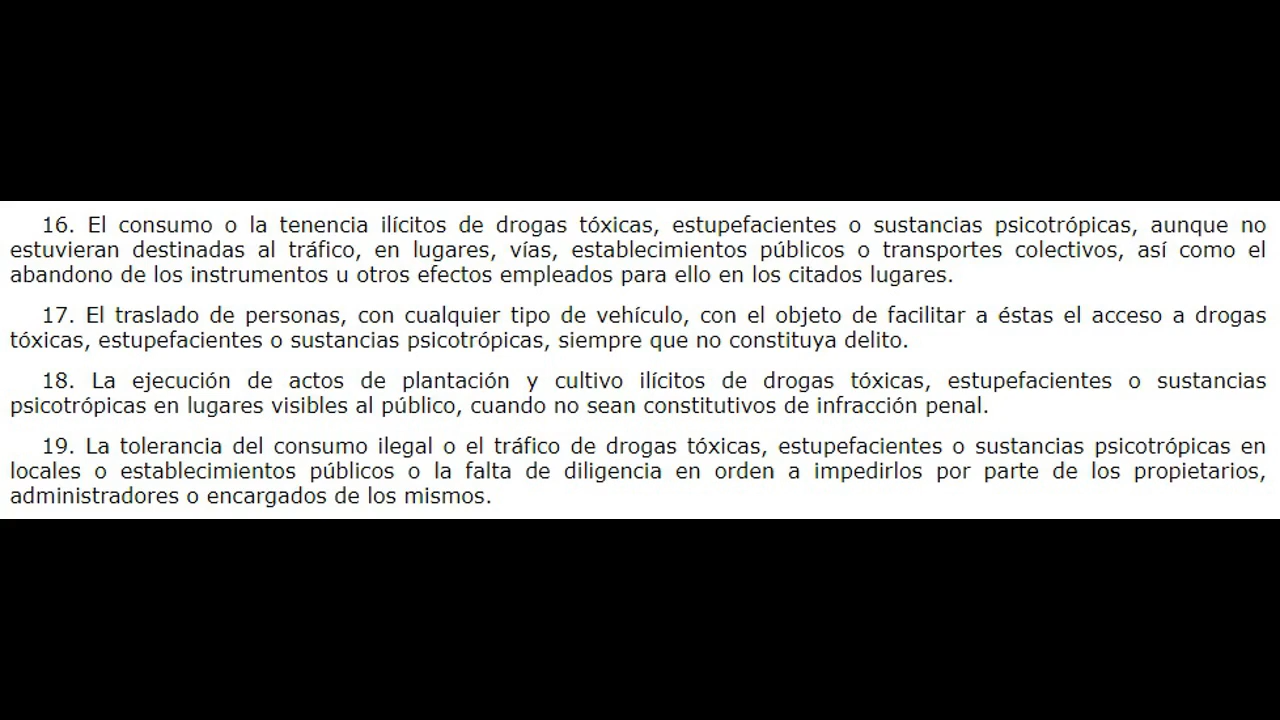 16. El consumo o la tenencia ilícitos de drogas tóxicas, estupefacientes o sustancias psicotrópicas, aunque no
estuvieran destinadas al tráfico, en lugares, vías, establecimientos públicos o transportes colectivos, así como el
abandono de los instrumentos u otros efectos empleados para ello en los citados lugares.
17. El traslado de personas, con cualquier tipo de vehículo, con el objeto de facilitar a éstas el acceso a drogas
tóxicas, estupefacientes o sustancias psicotrópicas, siempre que no constituya delito.
18. La ejecución de actos de plantación y cultivo ilícitos de drogas tóxicas, estupefacientes o sustancias
psicotrópicas en lugares visibles al público, cuando no sean constitutivos de infracción penal.
19. La tolerancia del consumo ilegal o el tráfico de drogas tóxicas, estupefacientes o sustancias psicotrópicas en
locales o establecimientos públicos o la falta de diligencia en orden a impedirlos por parte de los propietarios,
administradores o encargados de los mismos.